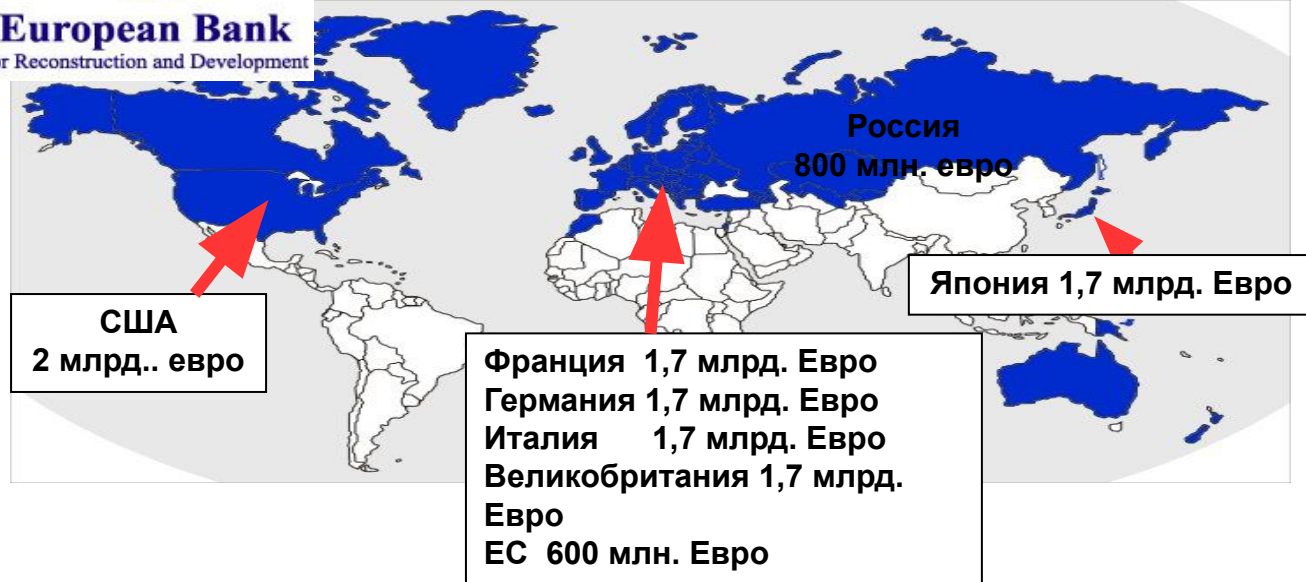 European Bank
r Reconstruction and Development
Россия
800 млн. евро
США
2 млрд.. евро
Япония 1,7 млрд. Евро
Франция 1,7 млрд. Евро
Германия 1,7 млрд. Евро
Италия 1,7 млрд. Евро
Великобритания 1,7 млрд.
Евро
ЕС 600 млн. Евро